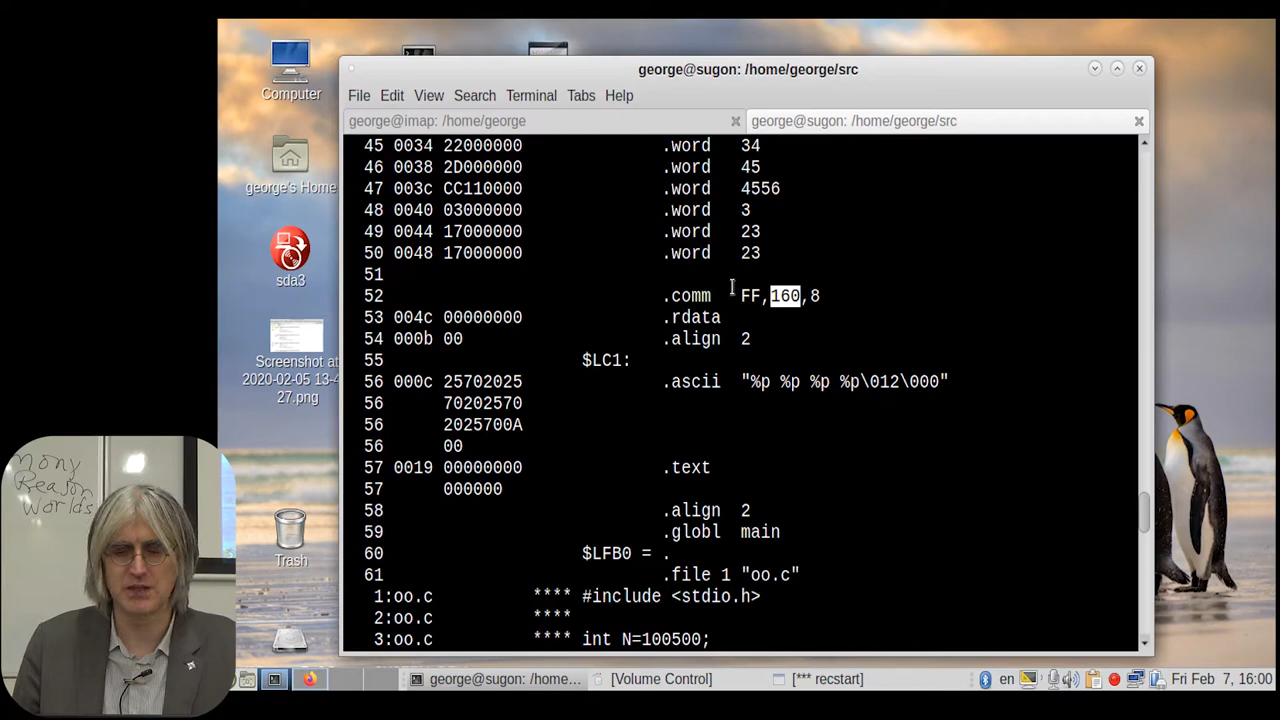 Computer
george's Home
sda3
Screenshot at
2020-02-05 13-4
27.png
Trash
Many
Reason
Worlds
george@sugon: /home/george/src
File Edit View Search Terminal Tabs Help
george@imap: /home/george
george@sugon: /home/george/src
45 0034 22000000 .word 34
46 0038 2D000000 .word 45
47 003c CC110000 .word 4556
48 0040 03000000 .word 3
49 0044 17000000 .word 23
50 0048 17000000 .word 23
51
52 .comm FF,160,8
53 004c 00000000 .rdata
54 000b 00 .align 2
55 $LC1:
56 000c 25702025 .ascii "%p %p %p %p\012\000"
56 70202570
56 2025700A
56 00
57 0019 00000000 .text
57 000000
58 .align 2
59 .globl main
60 $LFB0 = .
61 .file 1 "oo.c"
1:oo.c **** #include <stdio.h>
2:oo.c ****
3:oo.c **** int N=100500;
george@sugon: /home... [Volume Control] [*** recstart] en Fri Feb 7, 16:00